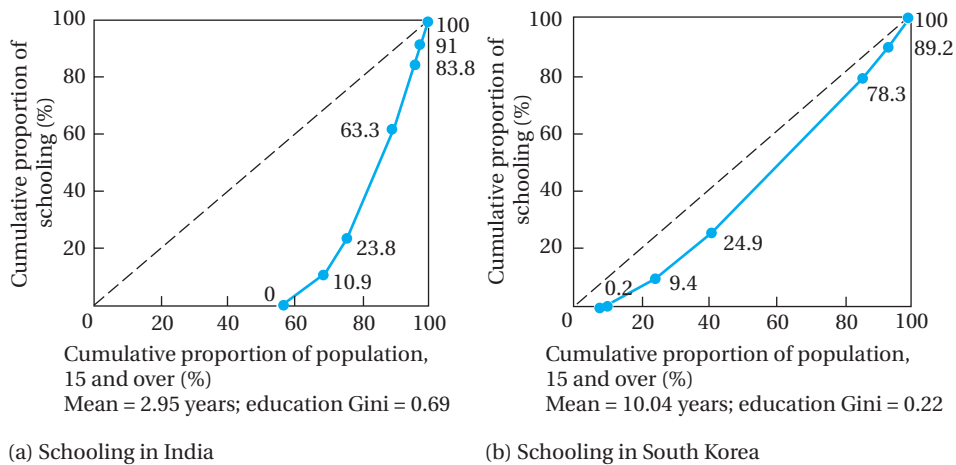 Cumulative proportion of
schooling (%)
100
80
60
40
20
0
20
40
60
80
100
0
10.9
23.8
63.3
83.8
91
100
Cumulative proportion of population,
15 and over (%)
Mean = 2.95 years; education Gini = 0.69
(a) Schooling in India
Cumulative proportion of
schooling (%)
100
80
60
40
20
0
20
40
60
80
100
0.2
9.4
24.9
78.3
89.2
100
Cumulative proportion of population,
15 and over (%)
Mean = 10.04 years; education Gini = 0.22
(b) Schooling in South Korea